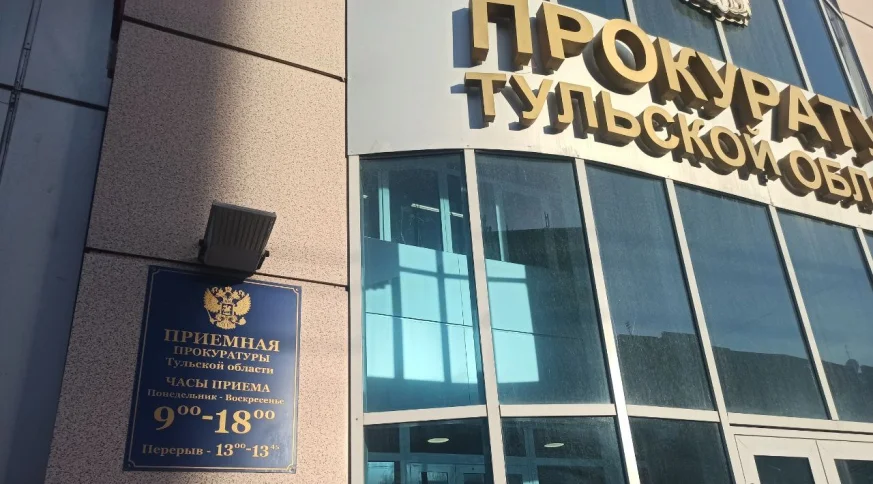 ПРОКУРАТУ
ТУЛЬСКОЙ ОБЛ
ПРИЕМНАЯ
ПРОКУРАТУРЫ
Тульской области
ЧАСЫ ПРИЕМА
Понедельник - Воскресенье
9⁰⁰-18⁰⁰
Перерыв - 13⁰⁰-13⁴⁵